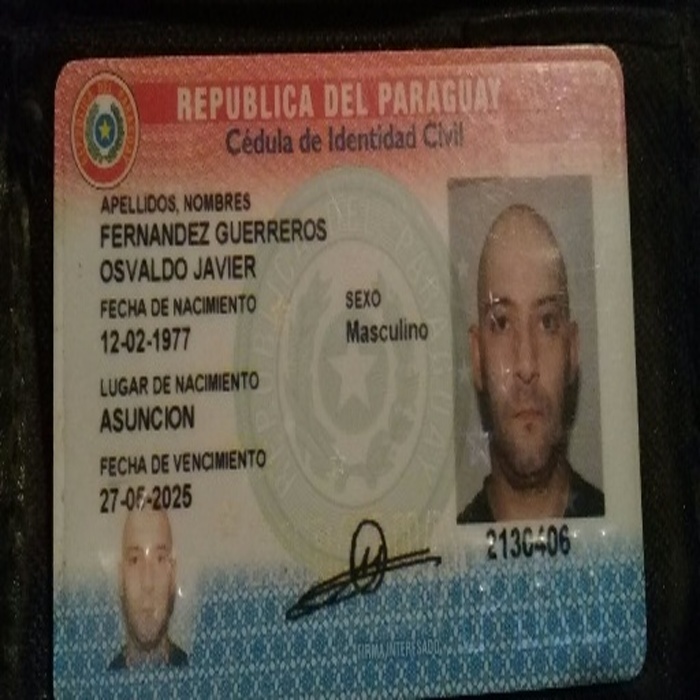 REPUBLICA DEL PARAGUAY
Cédula de Identidad Civil
APELLIDOS, NOMBRES
FERNANDEZ GUERREROS
OSVALDO JAVIER
FECHA DE NACIMIENTO
12-02-1977
SEXO
Masculino
LUGAR DE NACIMIENTO
ASUNCION
FECHA DE VENCIMIENTO
27-05-2025
2130406
FIRMA INTERESADO